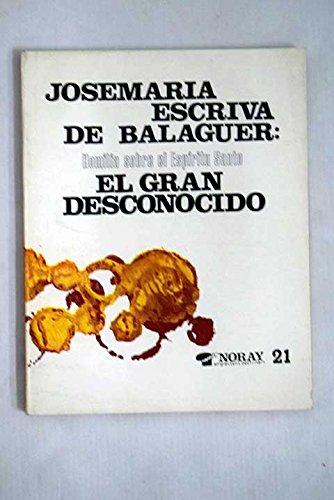 JOSEMARIA
ESCRIVA
DE BALAGUER:
Homilía sobre el Espíritu Santo
EL GRAN
DESCONOCIDO
NORAY 21